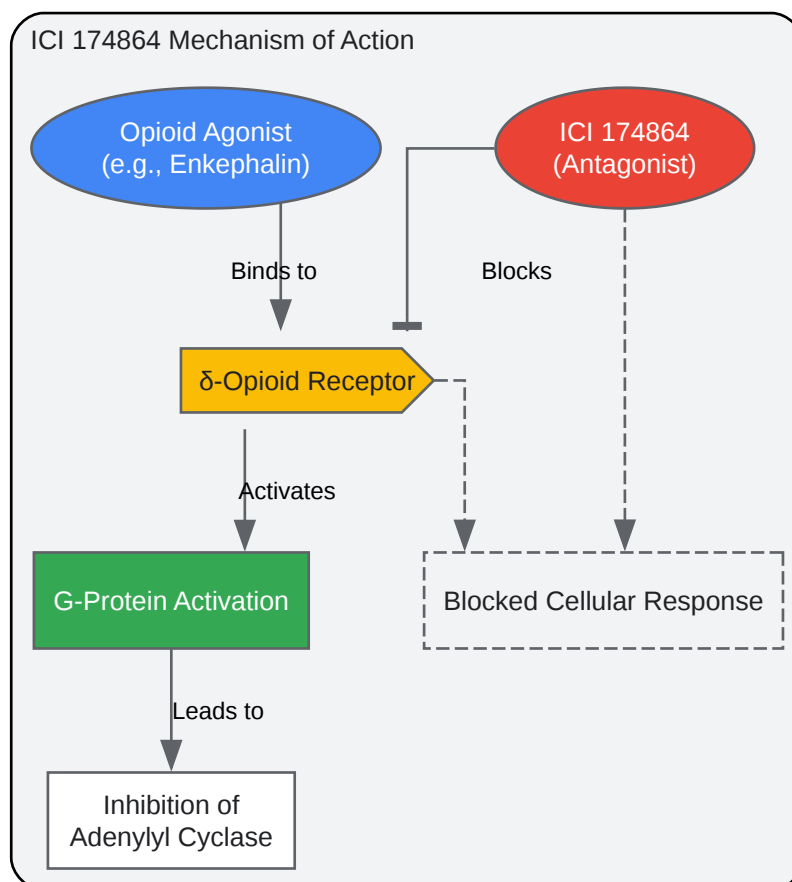 ICI 174864 Mechanism of Action
Opioid Agonist
(e.g., Enkephalin)
ICI 174864
(Antagonist)
Binds to
Blocks
δ-Opioid Receptor
Activates
G-Protein Activation
Blocked Cellular Response
Leads to
Inhibition of
Adenylyl Cyclase